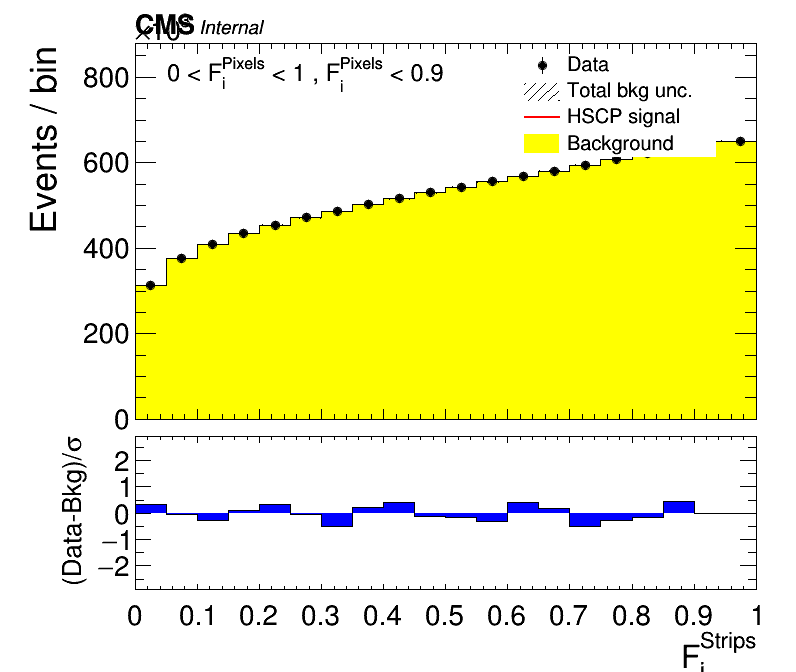 CMS Internal
0 < F_i^Pixels < 1 , F_i^Pixels < 0.9
Data
Total bkg unc.
HSCP signal
Background
Events / bin
800
600
400
200
0
(Data-Bkg)/σ
2
1
0
−1
−2
0 0.1 0.2 0.3 0.4 0.5 0.6 0.7 0.8 0.9 1
F_i^Strips